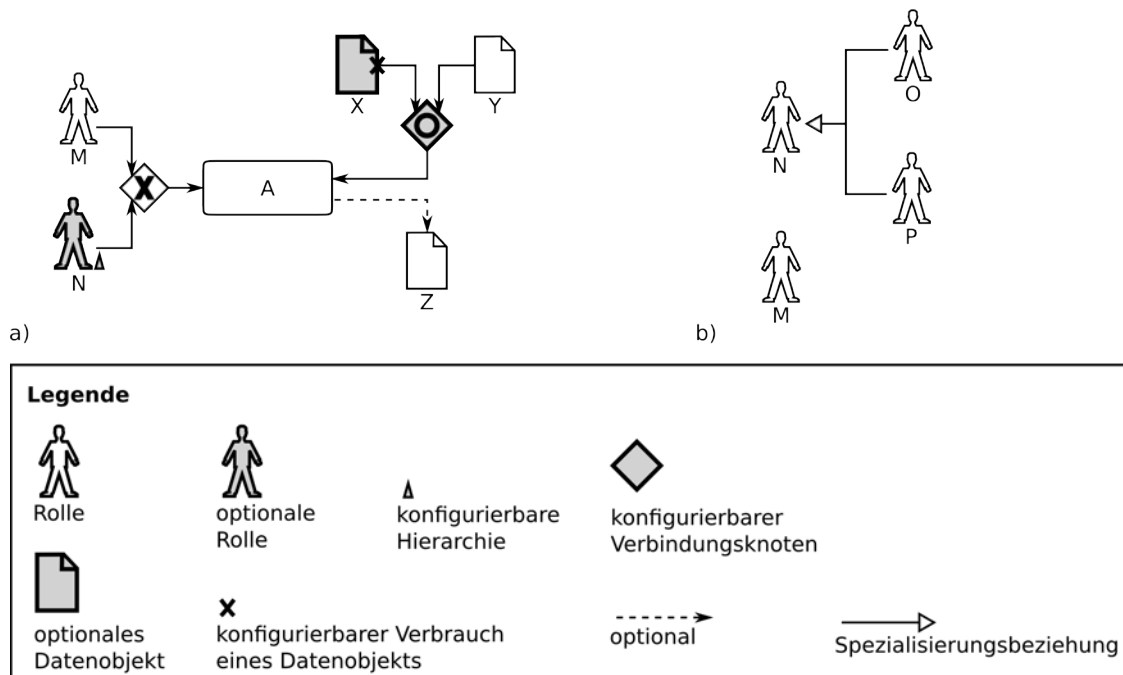 X
Y
M
A
N
Z
a)
O
N
P
M
b)
Legende
Rolle
optionale
Rolle
konfigurierbare
Hierarchie
konfigurierbarer
Verbindungsknoten
optionales
Datenobjekt
konfigurierbarer Verbrauch
eines Datenobjekts
optional
Spezialisierungsbeziehung